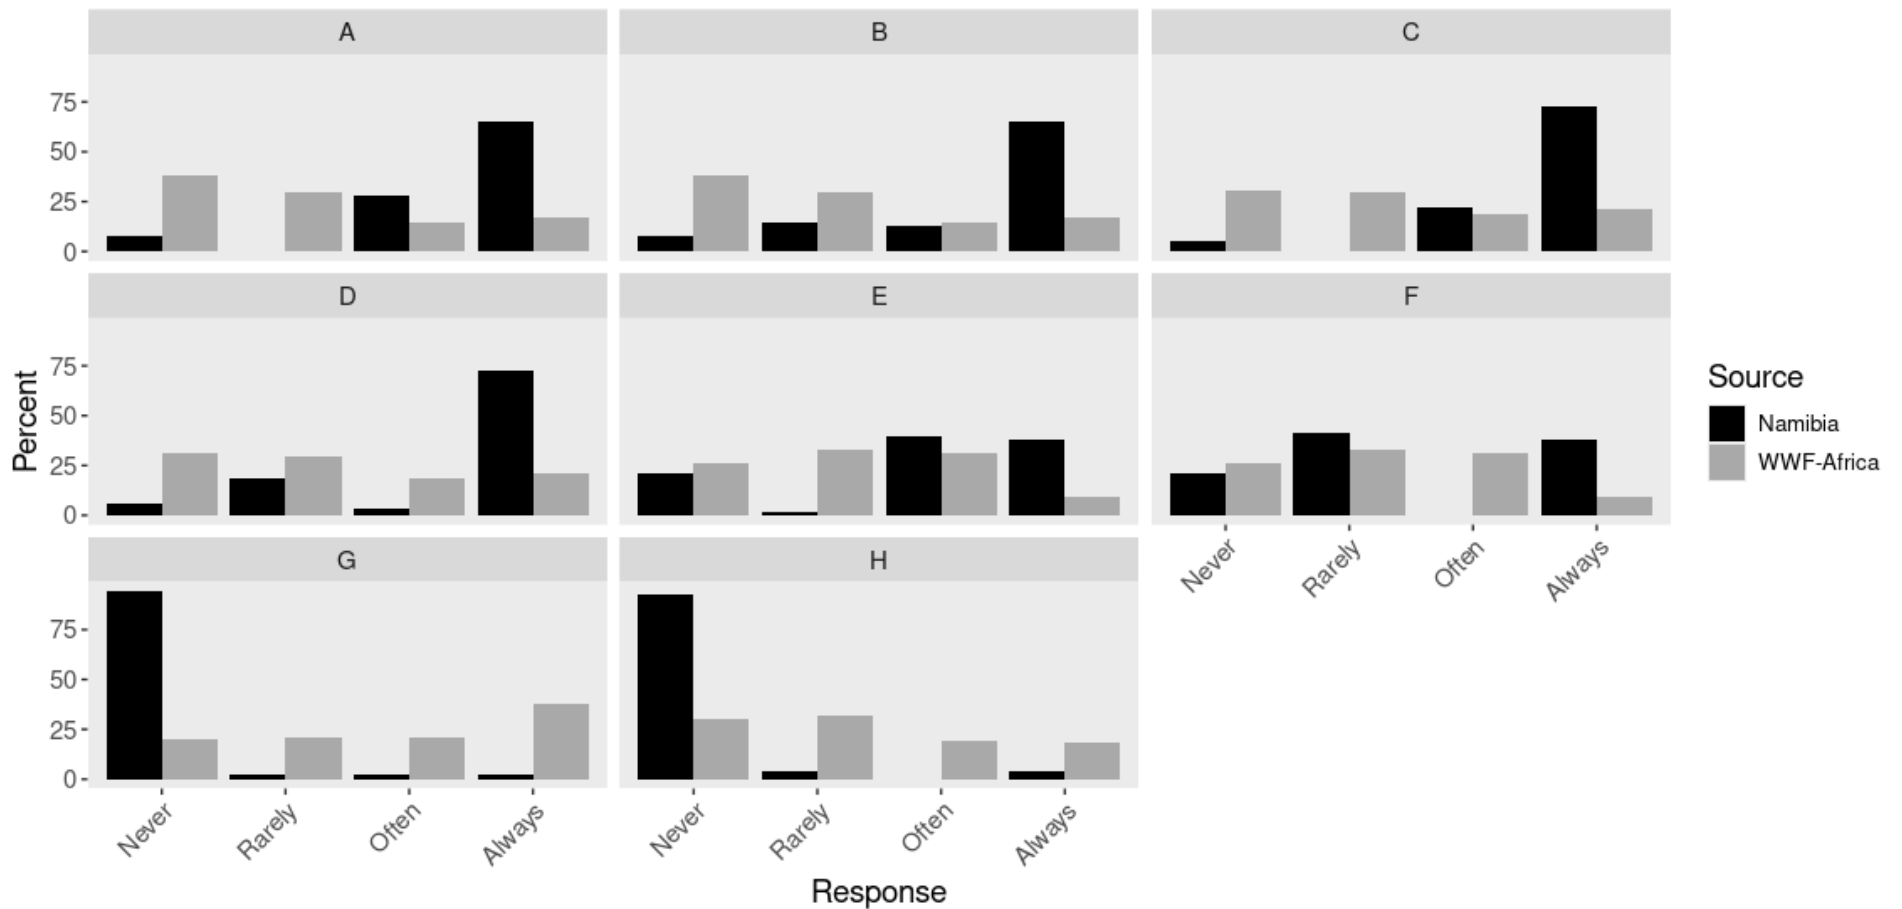 A
B
C
75
50
25
0
D
E
F
75
50
25
0
Percent
Never
Rarely
Often
Always
G
H
75
50
25
0
Never
Rarely
Often
Always
Never
Rarely
Often
Always
Response
Source
Namibia
WWF-Africa